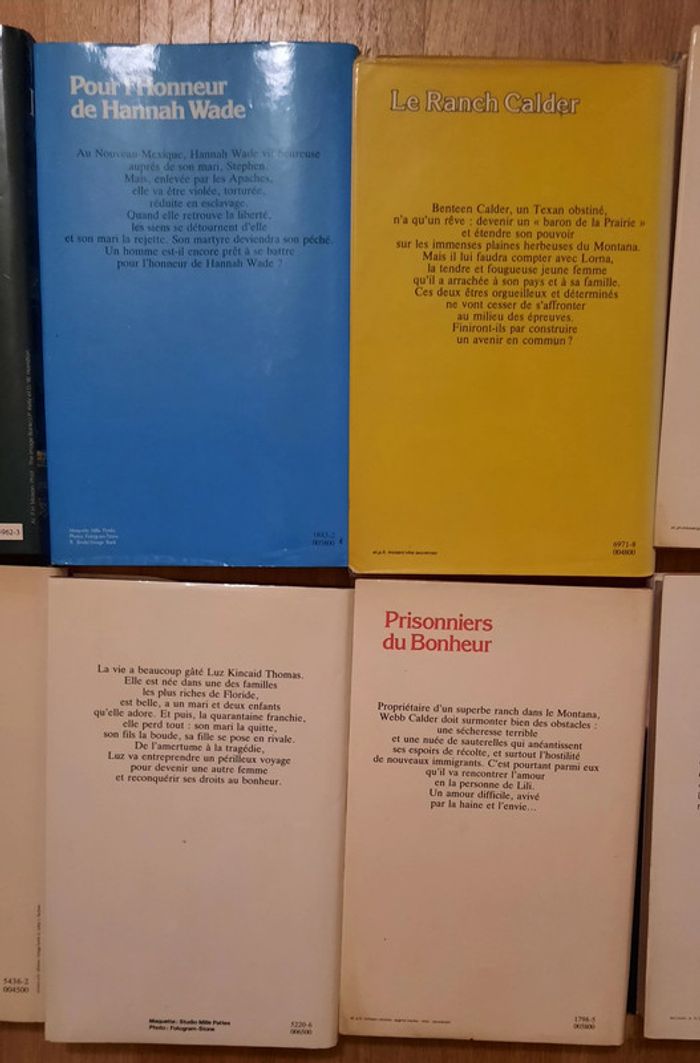 Pour l'Honneur
de Hannah Wade
Au Nouveau-Mexique, Hannah Wade vit heureuse
auprès de son mari, Stephen.
Mais, enlevée par les Apaches,
elle va être violée, torturée,
réduite en esclavage.
Quand elle retrouve la liberté,
les siens se détournent d'elle
et son mari la rejette. Son martyre deviendra son péché.
Un homme est-il encore prêt à se battre
pour l'honneur de Hannah Wade ?
Maquette Mille Pattes
Le Ranch Calder
Benteen Calder, un Texan obstiné,
n'a qu'un rêve : devenir un « baron de la Prairie »
et étendre son pouvoir
sur les immenses plaines herbeuses du Montana.
Mais il lui faudra compter avec Lorna,
la tendre et fougueuse jeune femme
qu'il a arrachée à son pays et à sa famille.
Ces deux êtres orgueilleux et déterminés
ne vont cesser de s'affronter
au milieu des épreuves.
Finiront-ils par construire
un avenir en commun ?
6971-8
004800
962-3
La vie a beaucoup gâté Luz Kincaid Thomas.
Elle est née dans une des familles
les plus riches de Floride,
est belle, a un mari et deux enfants
qu'elle adore. Et puis, la quarantaine franchie,
elle perd tout : son mari la quitte,
son fils la boude, sa fille se pose en rivale.
De l'amertume à la tragédie,
Luz va entreprendre un périlleux voyage
pour devenir une autre femme
et reconquérir ses droits au bonheur.
Maquette : Studio Mille Pattes
Photo : Fotogram-Stone
5220-6
006500
Prisonniers
du Bonheur
Propriétaire d'un superbe ranch dans le Montana,
Webb Calder doit surmonter bien des obstacles :
une sécheresse terrible
et une nuée de sauterelles qui anéantissent
ses espoirs de récolte, et surtout l'hostilité
de nouveaux immigrants. C'est pourtant parmi eux
qu'il va rencontrer l'amour
en la personne de Lili.
Un amour difficile, avivé
par la haine et l'envie...
1798-5
5436-2
004500